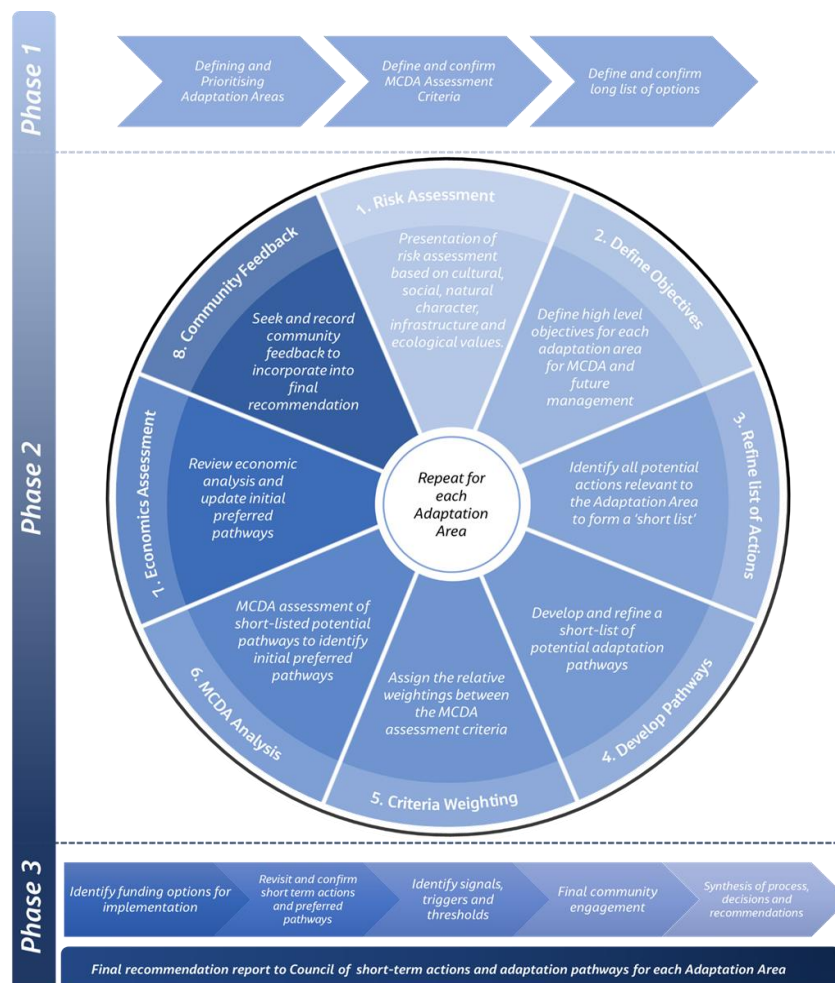 Phase 1
Defining and
Prioritising
Adaptation Areas
Define and confirm
MCDA Assessment
Criteria
Define and confirm
long list of options
Phase 2
1. Risk Assessment
Presentation of
risk assessment
based on cultural,
social, natural
character,
infrastructure and
ecological values.
2. Define Objectives
Define high level
objectives for each
adaptation area
for MCDA and
future
management
3. Refine list of Actions
Identify all potential
actions relevant to
the Adaptation Area
to form a ‘short list’
4. Develop Pathways
Develop and refine a
short-list of
potential adaptation
pathways
5. Criteria Weighting
Assign the relative
weightings between
the MCDA
assessment criteria
6. MCDA Analysis
MCDA assessment of
short-listed potential
pathways to identify
initial preferred
pathways
7. Economics Assessment
Review economic
analysis and
update initial
preferred
pathways
8. Community Feedback
Seek and record
community
feedback to
incorporate into
final
recommendation
Repeat for
each
Adaptation
Area
Phase 3
Identify funding options for
implementation
Revisit and confirm
short term actions
and preferred
pathways
Identify signals,
triggers and
thresholds
Final community
engagement
Synthesis of process,
decisions and
recommendations
Final recommendation report to Council of short-term actions and adaptation pathways for each Adaptation Area